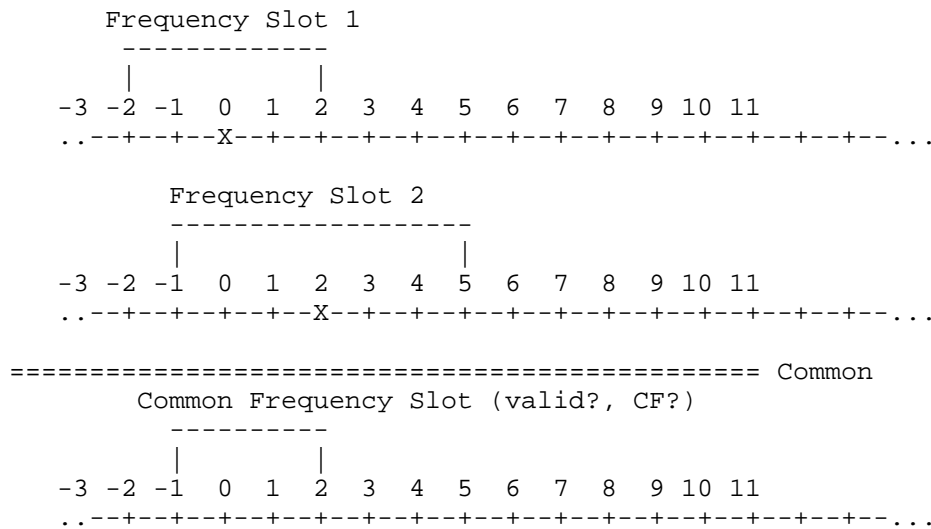 Frequency Slot 1
-------------
|           |
-3 -2 -1  0  1  2  3  4  5  6  7  8  9 10 11
..--+--+--X--+--+--+--+--+--+--+--+--+--+--+--...
Frequency Slot 2
-------------------
|                 |
-3 -2 -1  0  1  2  3  4  5  6  7  8  9 10 11
..--+--+--+--+--X--+--+--+--+--+--+--+--+--+--...
=============================================== Common
Common Frequency Slot (valid?, CF?)
----------
|        |
-3 -2 -1  0  1  2  3  4  5  6  7  8  9 10 11
..--+--+--+--+--+--+--+--+--+--+--+--+--+--+--...